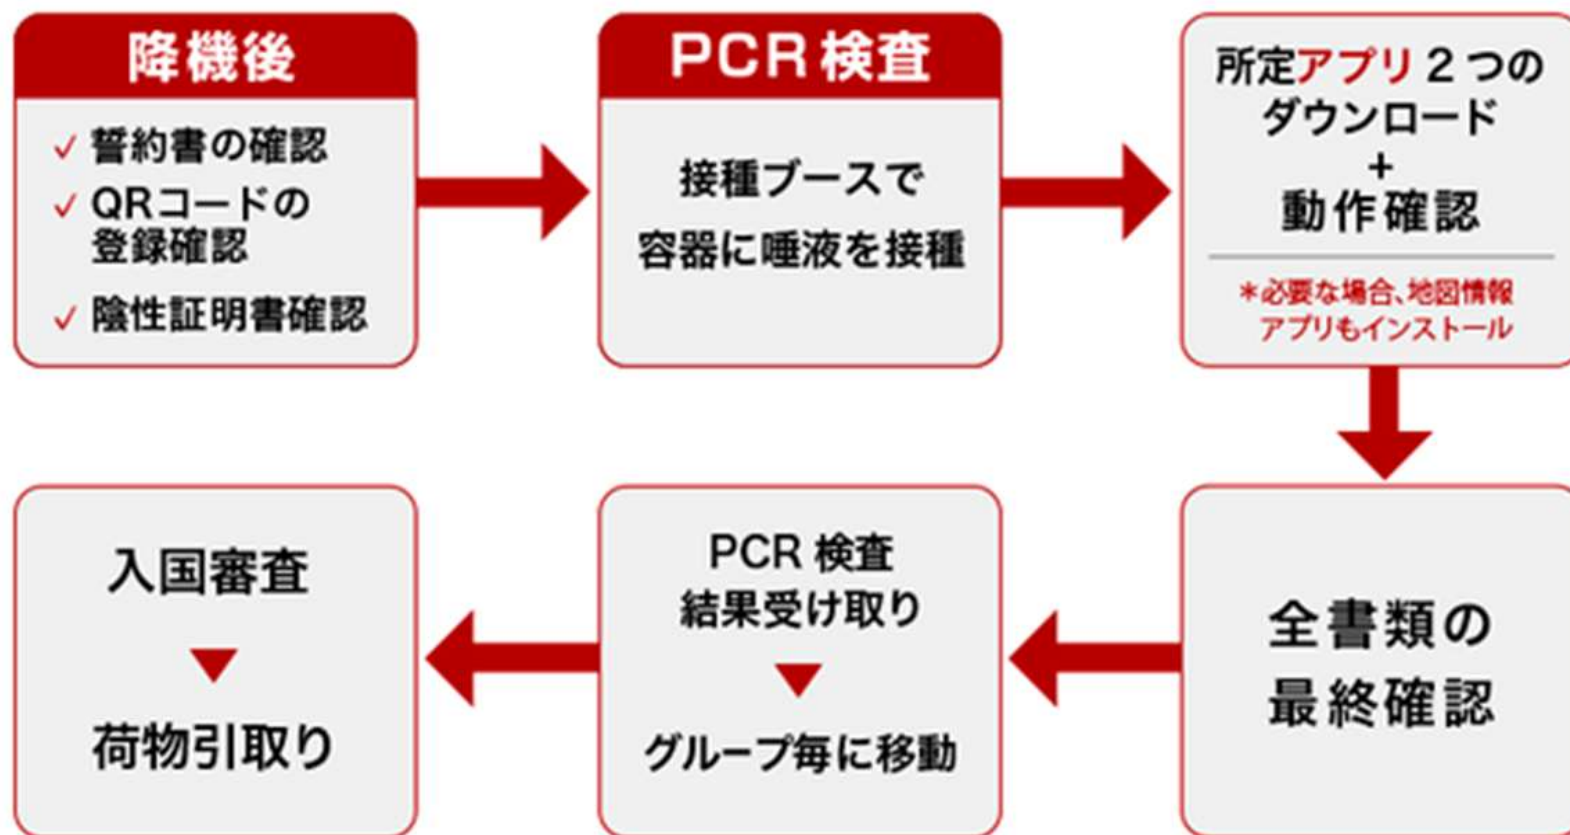 降機後
✓ 誓約書の確認
✓ QRコードの
登録確認
✓ 陰性証明書確認
PCR 検査
接種ブースで
容器に唾液を接種
所定アプリ 2 つの
ダウンロード
+
動作確認
*必要な場合、地図情報
アプリもインストール
全書類の
最終確認
PCR 検査
結果受け取り
▼
グループ毎に移動
入国審査
▼
荷物引取り